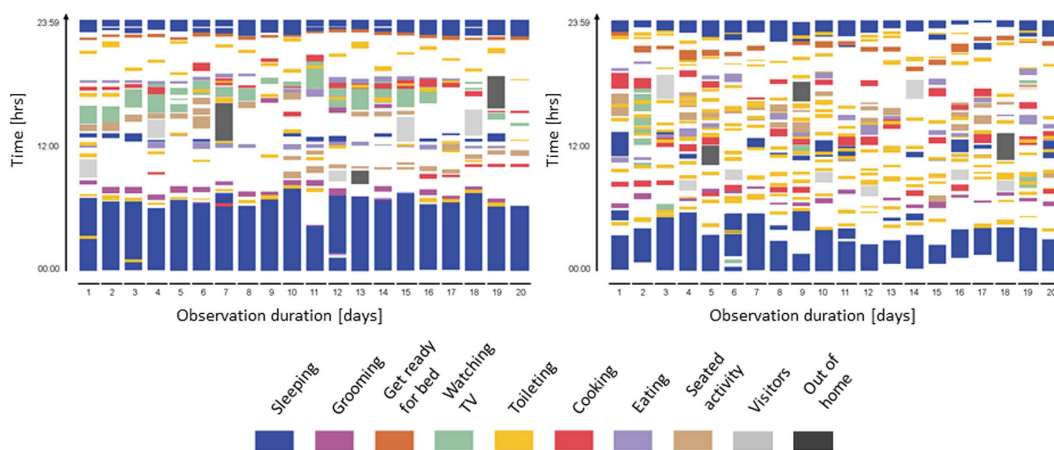 23:59
12:00
00:00
Time [hrs]
1 2 3 4 5 6 7 8 9 10 11 12 13 14 15 16 17 18 19 20
Observation duration [days]
23:59
12:00
00:00
Time [hrs]
1 2 3 4 5 6 7 8 9 10 11 12 13 14 15 16 17 18 19 20
Observation duration [days]
Sleeping
Grooming
Get ready
for bed
Watching
TV
Toileting
Cooking
Eating
Seated
activity
Visitors
Out of
home